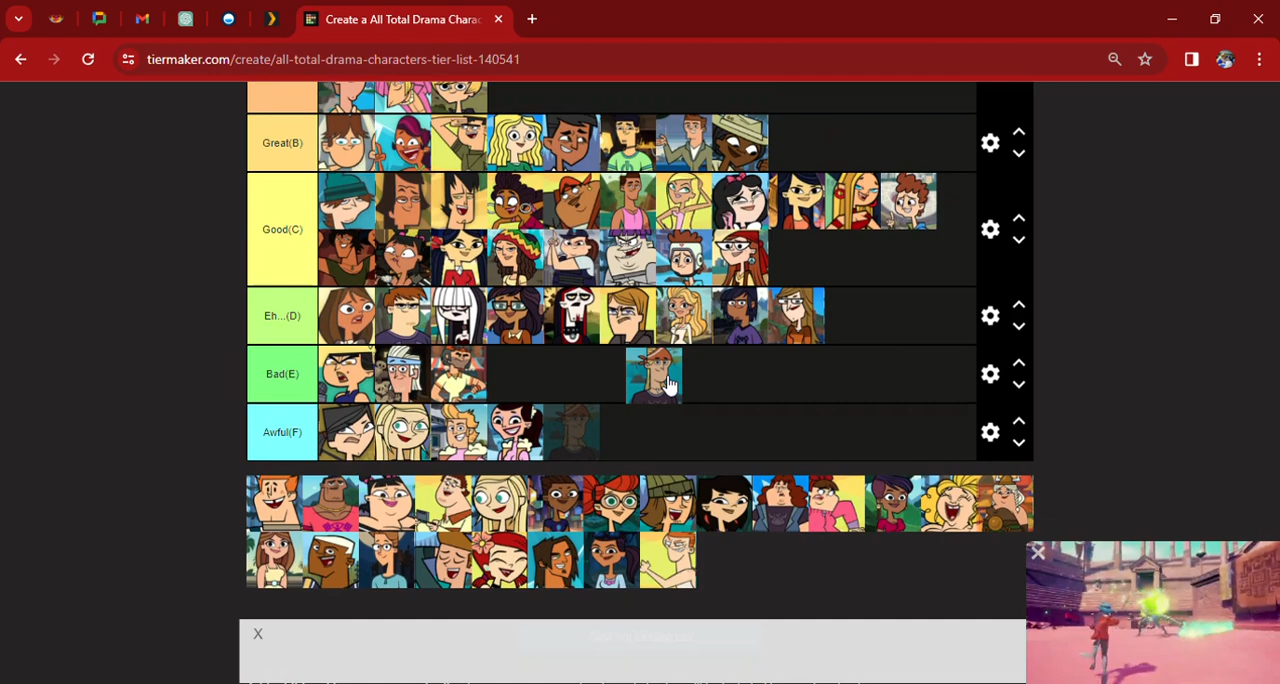 Create a All Total Drama Charac
tiermaker.com/create/all-total-drama-characters-tier-list-140541
Great(B)
Good(C)
Eh...(D)
Bad(E)
Awful(F)
X